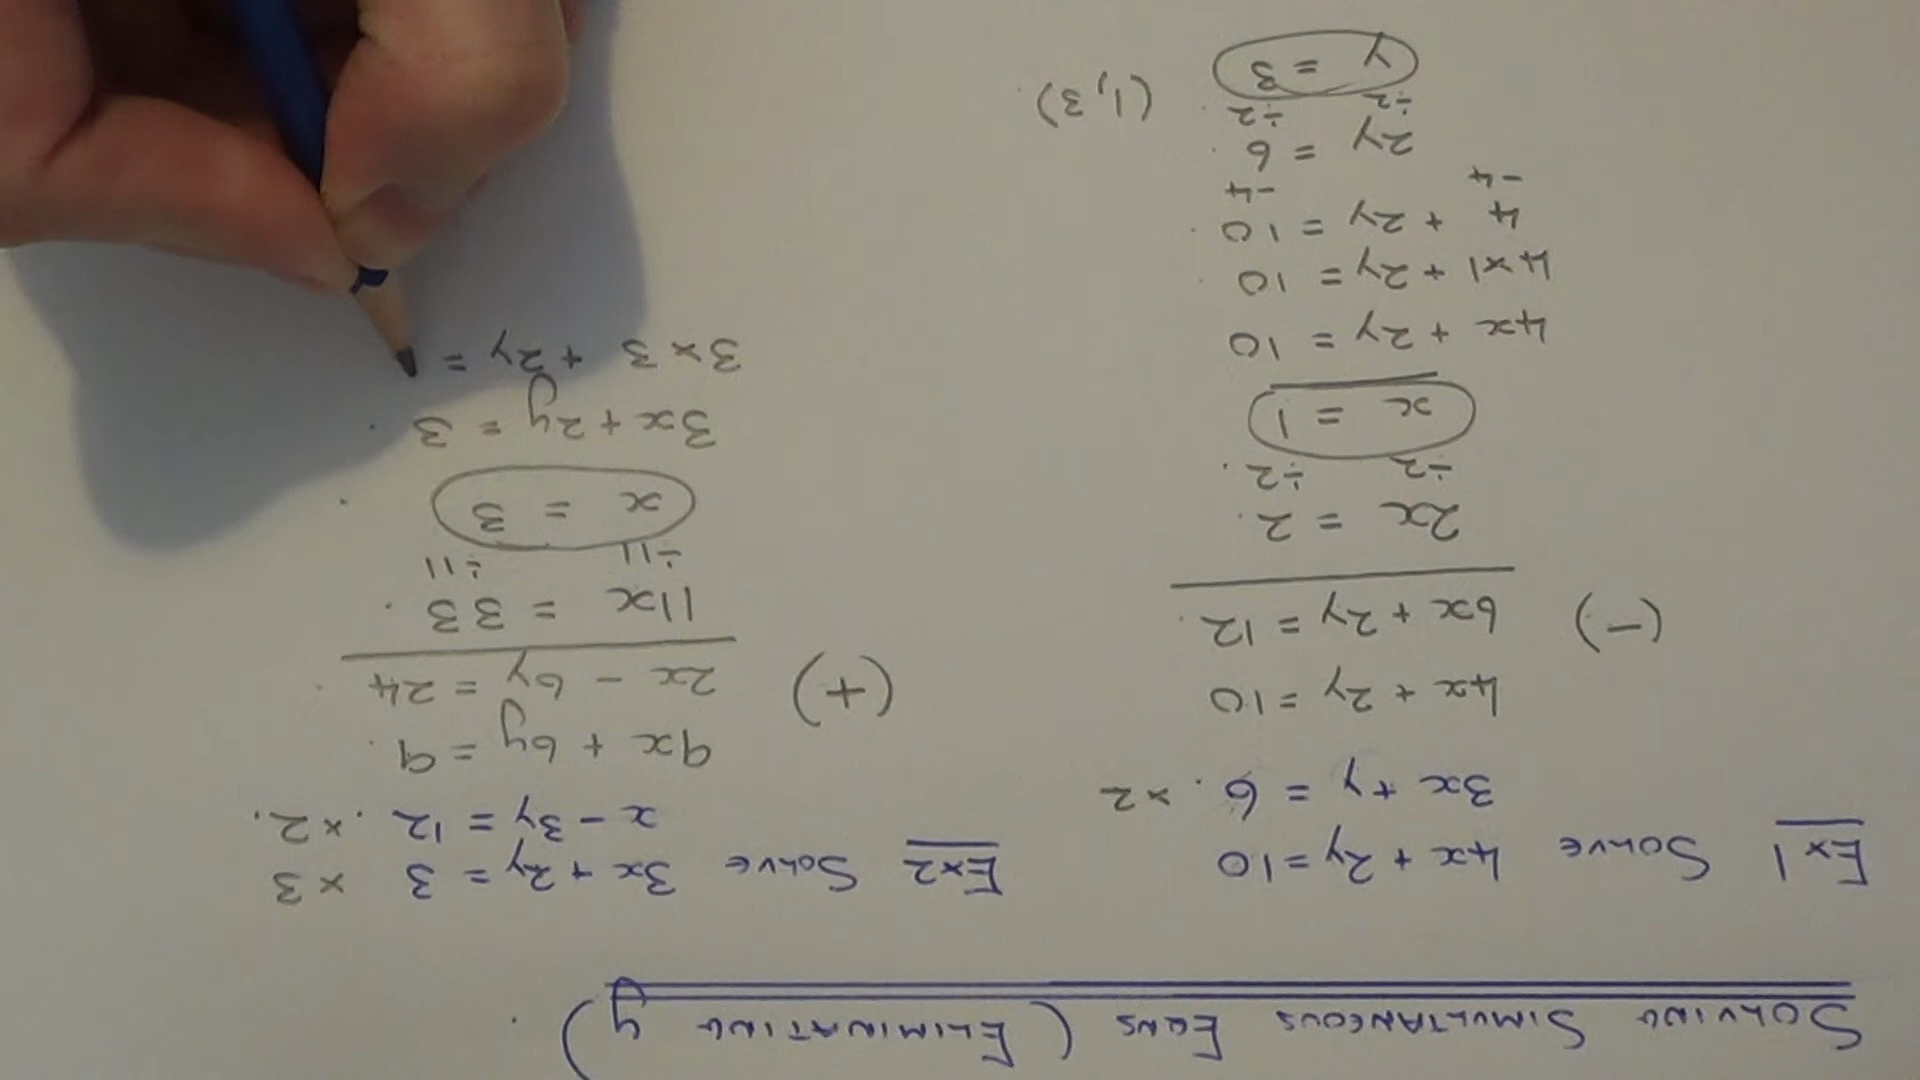 SOLVING SIMULTANEOUS EQNS (ELIMINATING y)
Ex1 Solve 4x + 2y = 10
3x + y = 6 . ×2
4x + 2y = 10
6x + 2y = 12 . (-)
2x = 2 .
÷2 ÷2 .
x = 1
4x + 2y = 10
4×1 + 2y = 10
4 + 2y = 10
-4 -4
2y = 6
÷2 ÷2
y = 3
(1, 3)
Ex2 Solve 3x + 2y = 3 ×3
x - 3y = 12 . ×2 .
9x + 6y = 9 .
2x - 6y = 24 (+)
11x = 33 .
÷11 ÷11
x = 3
3x + 2y = 3
3×3 + 2y =